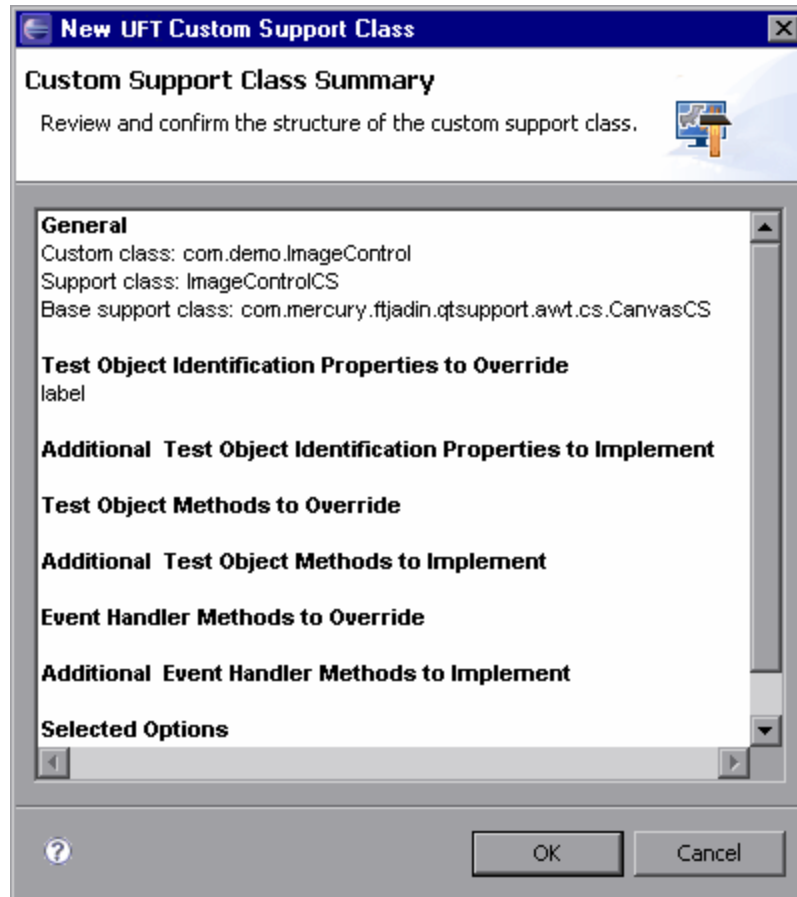 New UFT Custom Support Class
Custom Support Class Summary
Review and confirm the structure of the custom support class.
General
Custom class: com.demo.ImageControl
Support class: ImageControlCS
Base support class: com.mercury.ftjadin.qtsupport.awt.cs.CanvasCS
Test Object Identification Properties to Override
label
Additional Test Object Identification Properties to Implement
Test Object Methods to Override
Additional Test Object Methods to Implement
Event Handler Methods to Override
Additional Event Handler Methods to Implement
Selected Options
?
OK
Cancel